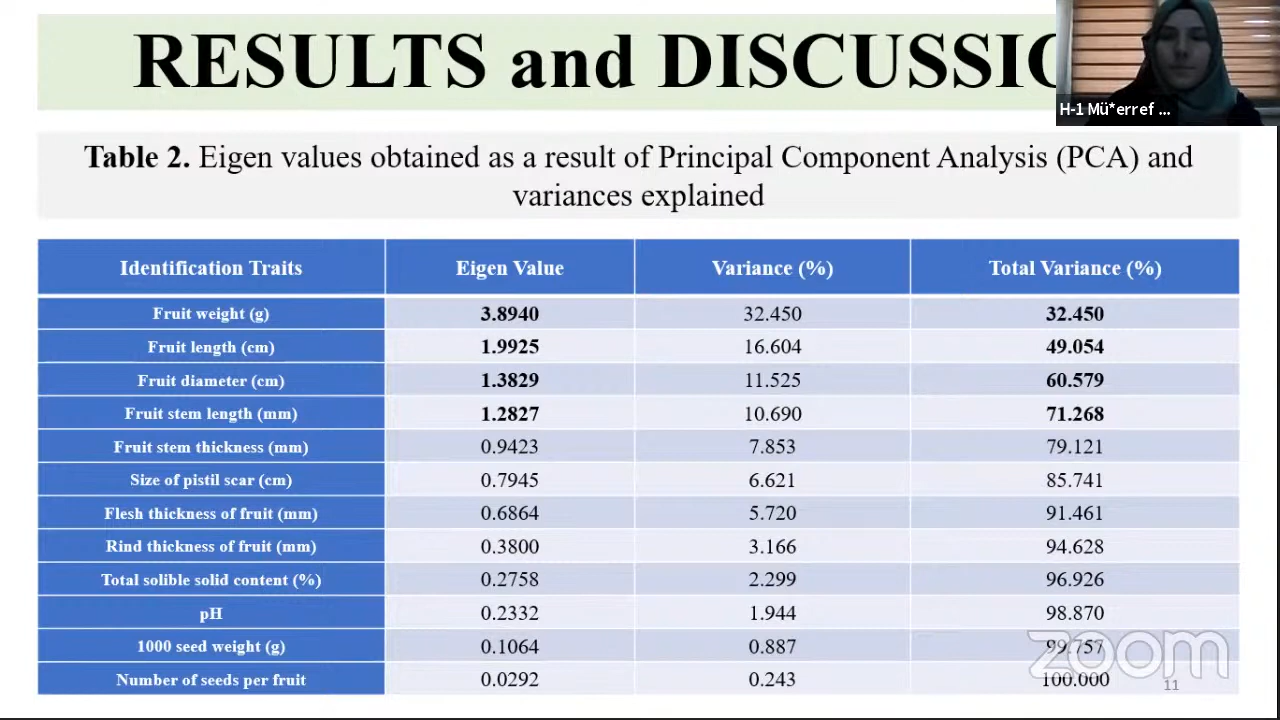 RESULTS and DISCUSSIO
H-1 Mü*erref ...
Table 2. Eigen values obtained as a result of Principal Component Analysis (PCA) and
variances explained
Identification Traits Eigen Value Variance (%) Total Variance (%)
Fruit weight (g) 3.8940 32.450 32.450
Fruit length (cm) 1.9925 16.604 49.054
Fruit diameter (cm) 1.3829 11.525 60.579
Fruit stem length (mm) 1.2827 10.690 71.268
Fruit stem thickness (mm) 0.9423 7.853 79.121
Size of pistil scar (cm) 0.7945 6.621 85.741
Flesh thickness of fruit (mm) 0.6864 5.720 91.461
Rind thickness of fruit (mm) 0.3800 3.166 94.628
Total solible solid content (%) 0.2758 2.299 96.926
pH 0.2332 1.944 98.870
1000 seed weight (g) 0.1064 0.887 99.757
Number of seeds per fruit 0.0292 0.243 100.000
zoom
11